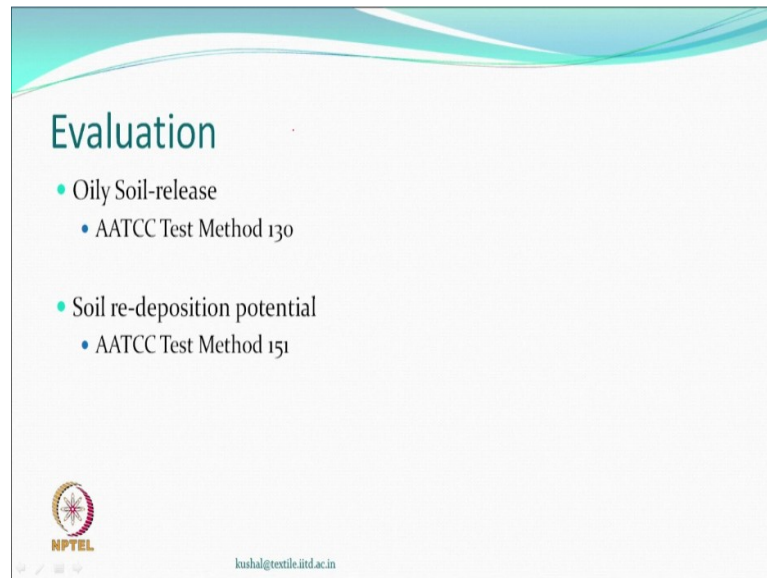 Evaluation
Oily Soil-release
AATCC Test Method 130
Soil re-deposition potential
AATCC Test Method 151
NPTEL
kushal@textile.iitd.ac.in